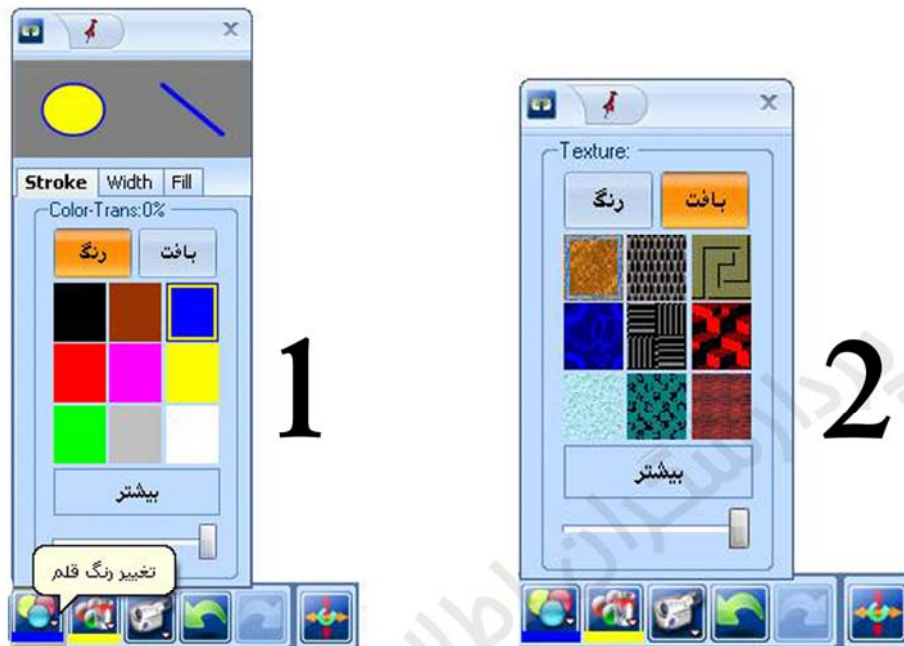 Stroke Width Fill
Color-Trans:0%
بافت رنگ
بیشتر
تغییر رنگ قلم
1
Texture:
بافت رنگ
بیشتر
2